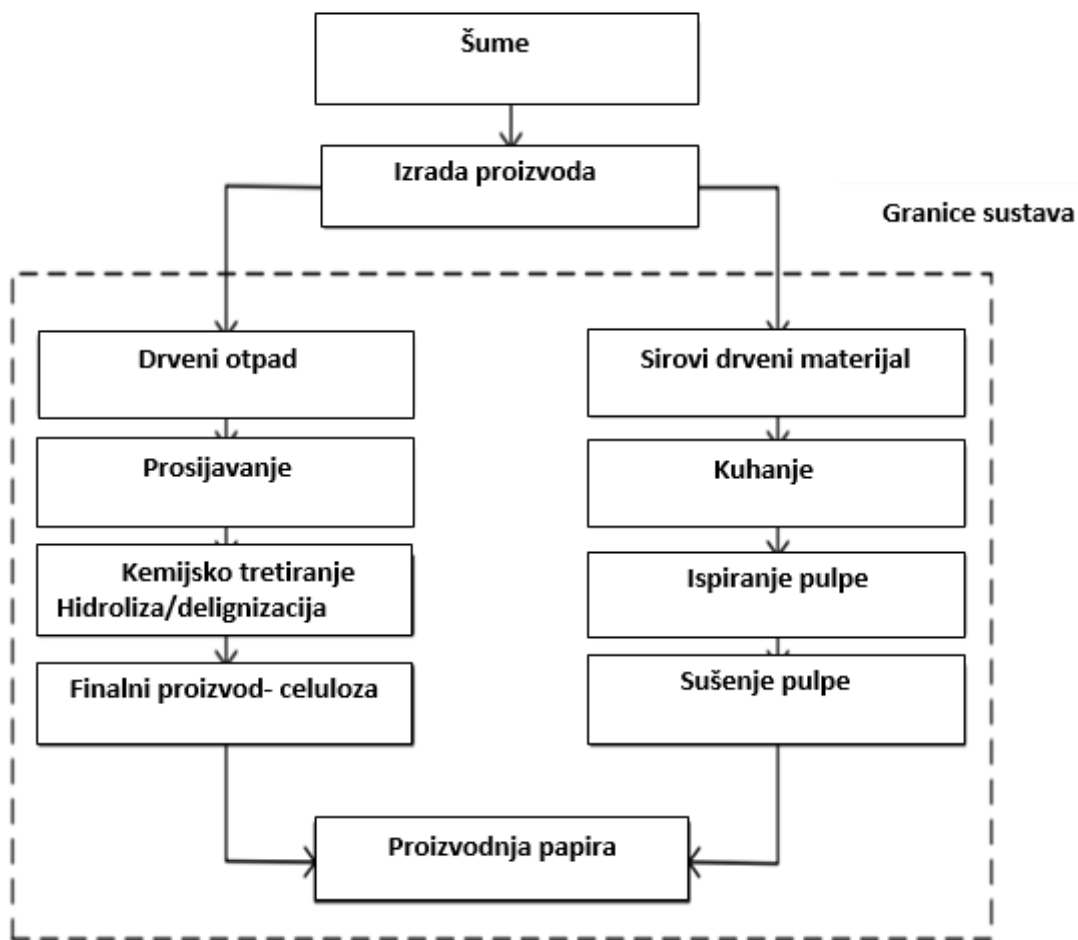 Šume
Izrada proizvoda
Granice sustava
Drveni otpad
Sirovi drveni materijal
Prosijavanje
Kuhanje
Kemijsko tretiranje
Hidroliza/delignizacija
Ispiranje pulpe
Finalni proizvod- celuloza
Sušenje pulpe
Proizvodnja papira